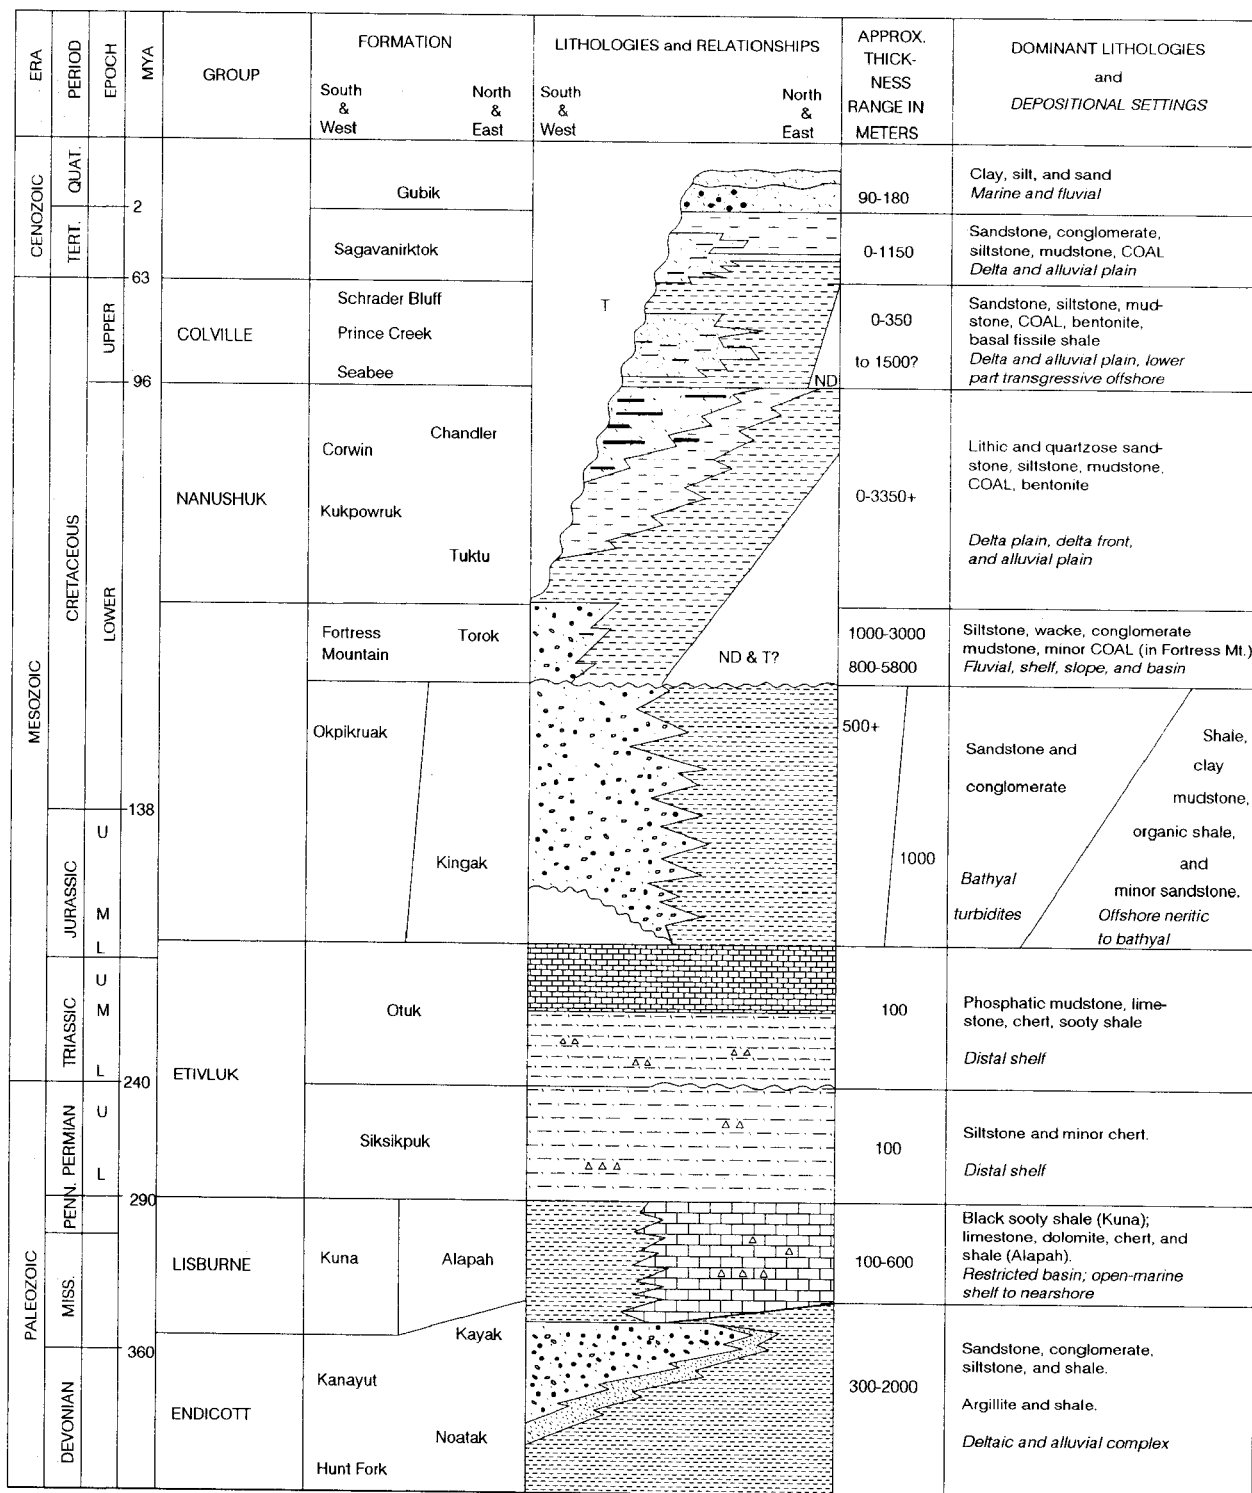 ERA
PERIOD
EPOCH
MYA
GROUP
FORMATION
South
&
West
North
&
East
LITHOLOGIES and RELATIONSHIPS
South
&
West
North
&
East
APPROX.
THICK-
NESS
RANGE IN
METERS
DOMINANT LITHOLOGIES
and
DEPOSITIONAL SETTINGS
CENOZOIC
QUAT.
2
Gubik
90-180
Clay, silt, and sand
Marine and fluvial
TERT.
63
Sagavanirktok
0-1150
Sandstone, conglomerate,
siltstone, mudstone, COAL
Delta and alluvial plain
MESOZOIC
CRETACEOUS
UPPER
96
COLVILLE
Schrader Bluff
Prince Creek
Seabee
T
ND
0-350
to 1500?
Sandstone, siltstone, mud-
stone, COAL, bentonite,
basal fissile shale
Delta and alluvial plain, lower
part transgressive offshore
LOWER
NANUSHUK
Corwin
Chandler
Kukpowruk
Tuktu
0-3350+
Lithic and quartzose sand-
stone, siltstone, mudstone,
COAL, bentonite
Delta plain, delta front,
and alluvial plain
Fortress
Mountain
Torok
ND & T?
1000-3000
800-5800
Siltstone, wacke, conglomerate
mudstone, minor COAL (in Fortress Mt.)
Fluvial, shelf, slope, and basin
138
Okpikruak
Kingak
500+
1000
Sandstone and
conglomerate
Bathyal
turbidites
Shale,
clay
mudstone,
organic shale,
and
minor sandstone.
Offshore neritic
to bathyal
JURASSIC
U
M
L
TRIASSIC
U
M
L
240
ETIVLUK
Otuk
100
Phosphatic mudstone, lime-
stone, chert, sooty shale
Distal shelf
PALEOZOIC
PERMIAN
U
L
290
Siksikpuk
100
Siltstone and minor chert.
Distal shelf
PENN.
MISS.
360
LISBURNE
Kuna
Alapah
100-600
Black sooty shale (Kuna);
limestone, dolomite, chert, and
shale (Alapah).
Restricted basin; open-marine
shelf to nearshore
DEVONIAN
ENDICOTT
Kayak
Kanayut
Noatak
Hunt Fork
300-2000
Sandstone, conglomerate,
siltstone, and shale.
Argillite and shale.
Deltaic and alluvial complex